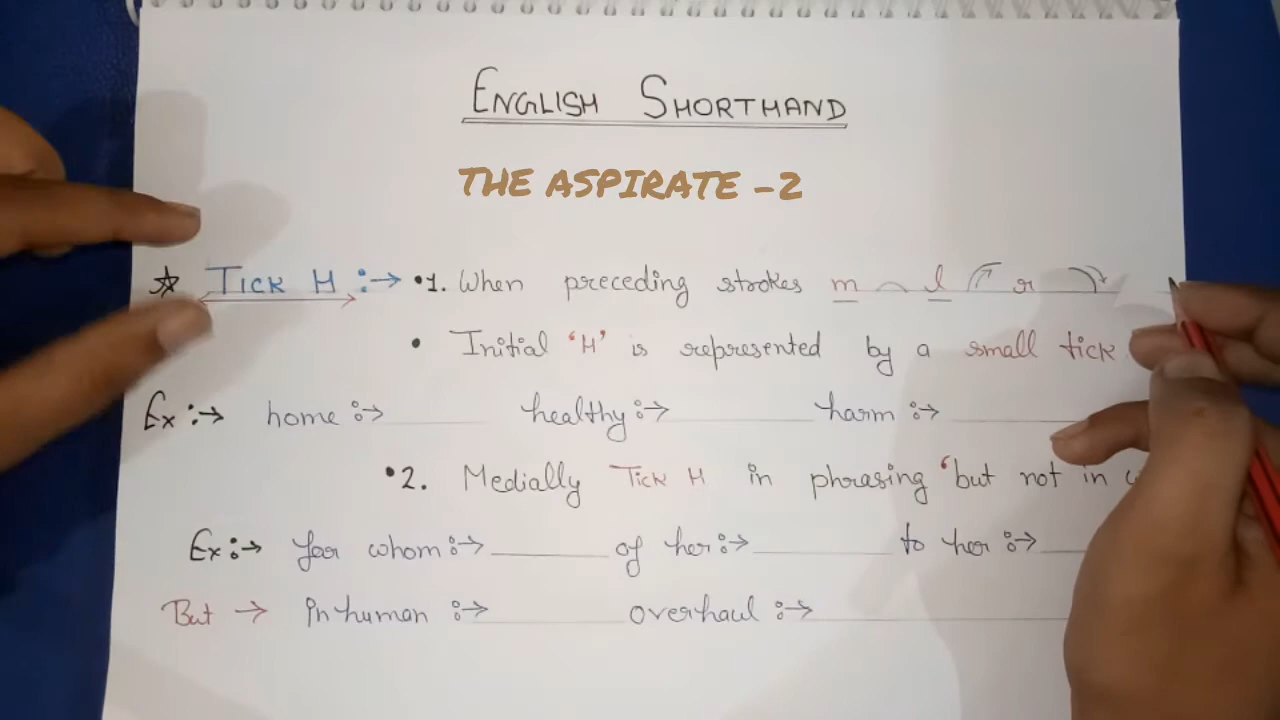 ENGLISH SHORTHAND
THE ASPIRATE -2
☆ TICK H :→ •1. When preceding strokes m l r
• Initial 'H' is represented by a small tick
Ex :→ home :→ healthy :→ harm :→
•2. Medially Tick H in phrasing 'but not in
Ex :→ for whom :→ of her :→ to her :→
But → Inhuman :→ overhaul :→